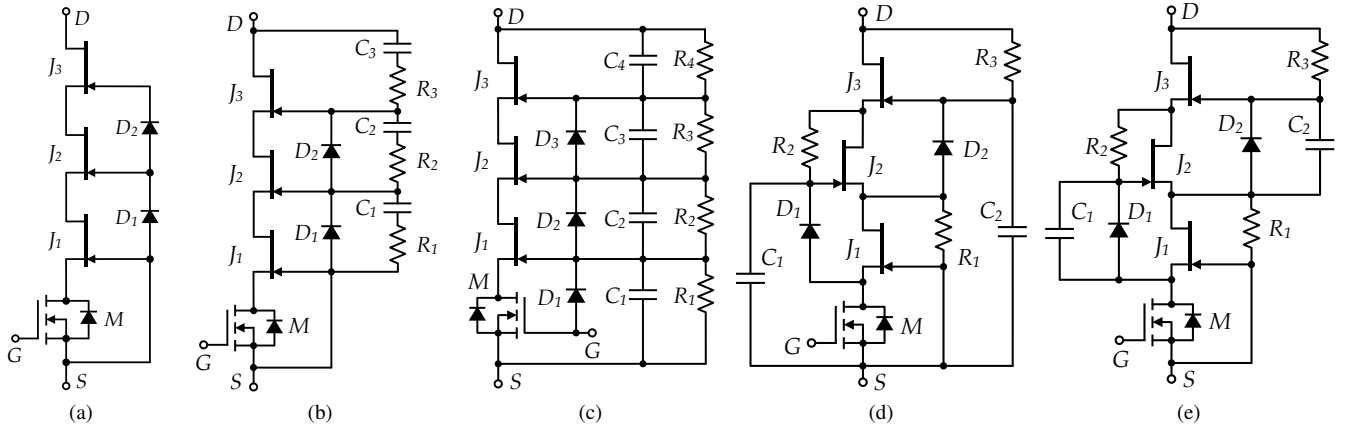 D
J3
D2
J2
D1
J1
M
G
S
(a)
D
C3
R3
J3
C2
D2
R2
J2
C1
D1
R1
J1
M
G
S
(b)
D
C4
R4
J3
C3
R3
D3
J2
C2
R2
D2
J1
M
D1
C1
R1
G
S
(c)
D
R3
J3
R2
J2
D2
D1
C1
J1
R1
C2
M
G
S
(d)
D
R3
J3
D2
C2
R2
J2
C1
D1
J1
R1
M
G
S
(e)